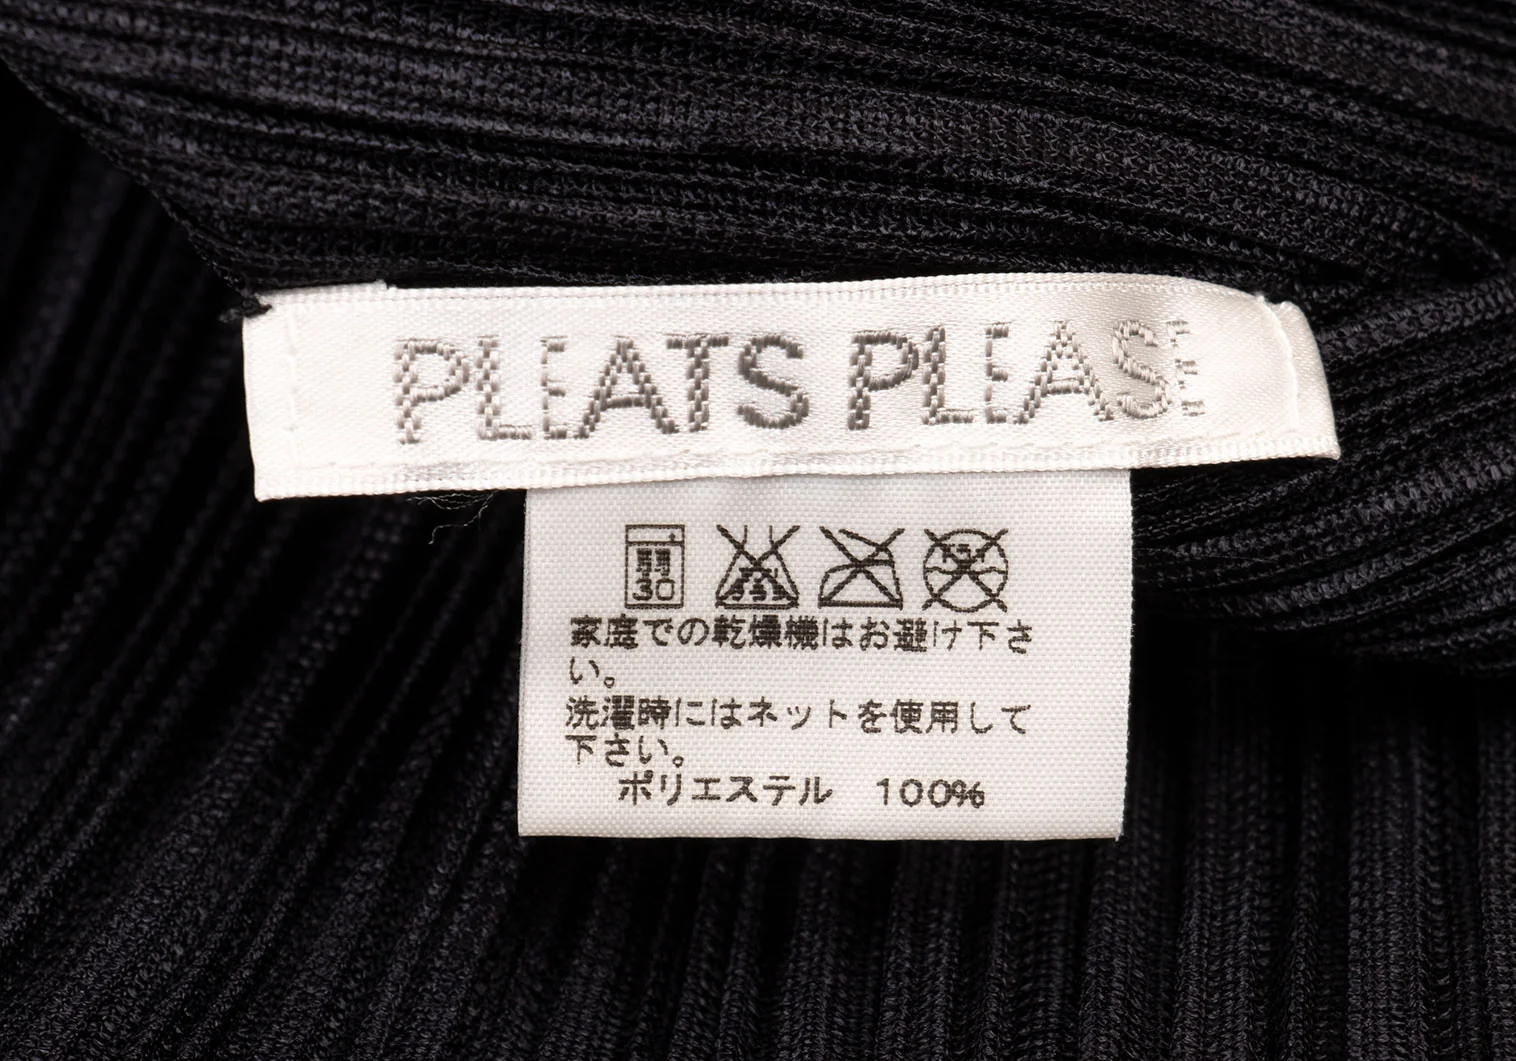 PLEATS PLEASE
弱
30
家庭での乾燥機はお避け下さ
い。
洗濯時にはネットを使用して
下さい。
ポリエステル 100%